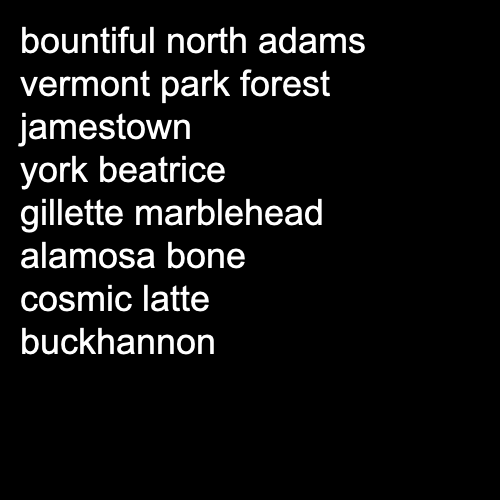 bountiful north adams
vermont park forest
jamestown
york beatrice
gillette marblehead
alamosa bone
cosmic latte
buckhannon